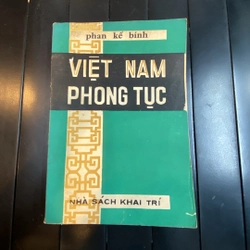 phan kế bính
VIỆT NAM
PHONG TỤC
NHÀ SÁCH KHAI TRÍ